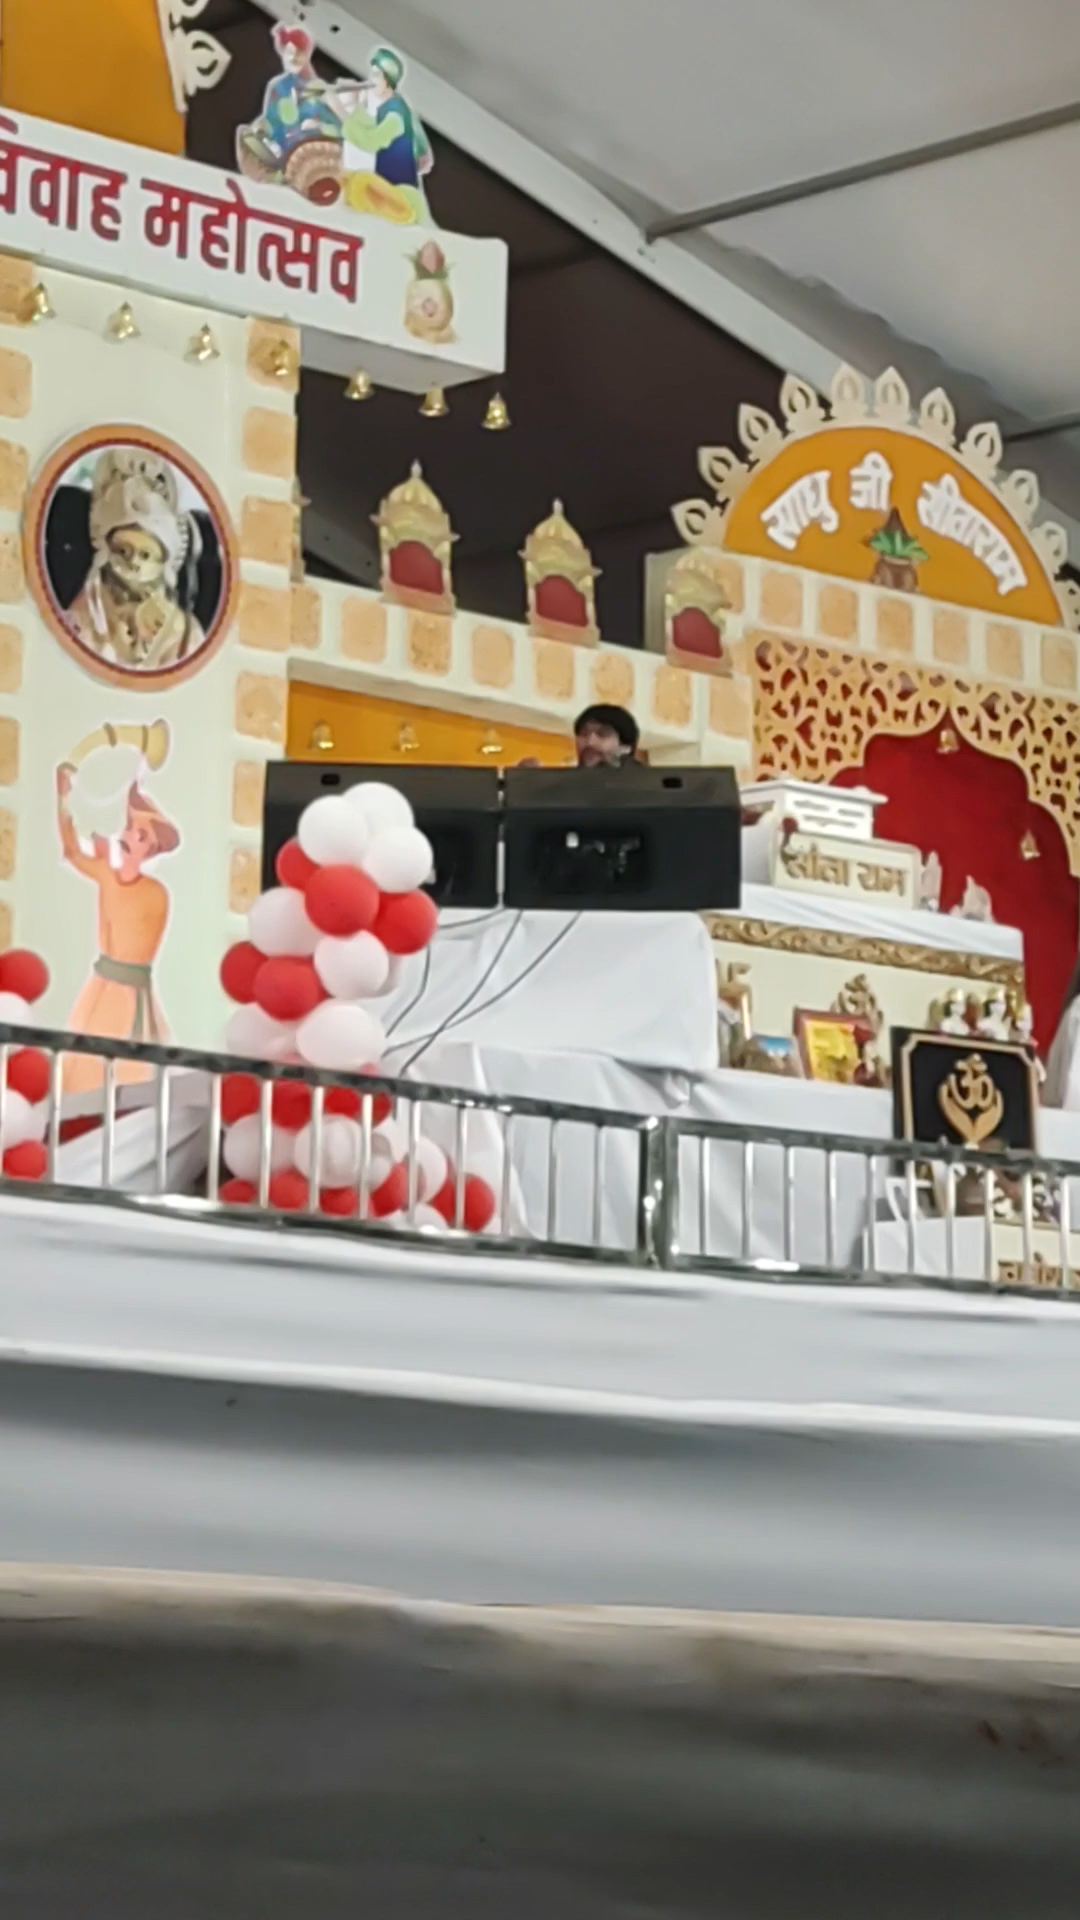 विवाह महोत्सव
साधु जी सीताराम
सीता राम
ॐ